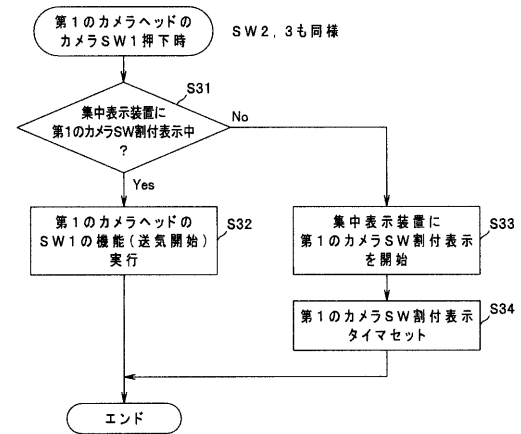 第1のカメラヘッドの
カメラSW1押下時
SW2,3も同様
S31
集中表示装置に
第1のカメラSW割付表示中
?
No
Yes
第1のカメラヘッドの
SW1の機能(送気開始)
実行
S32
集中表示装置に
第1のカメラSW割付表示
を開始
S33
第1のカメラSW割付表示
タイマセット
S34
エンド